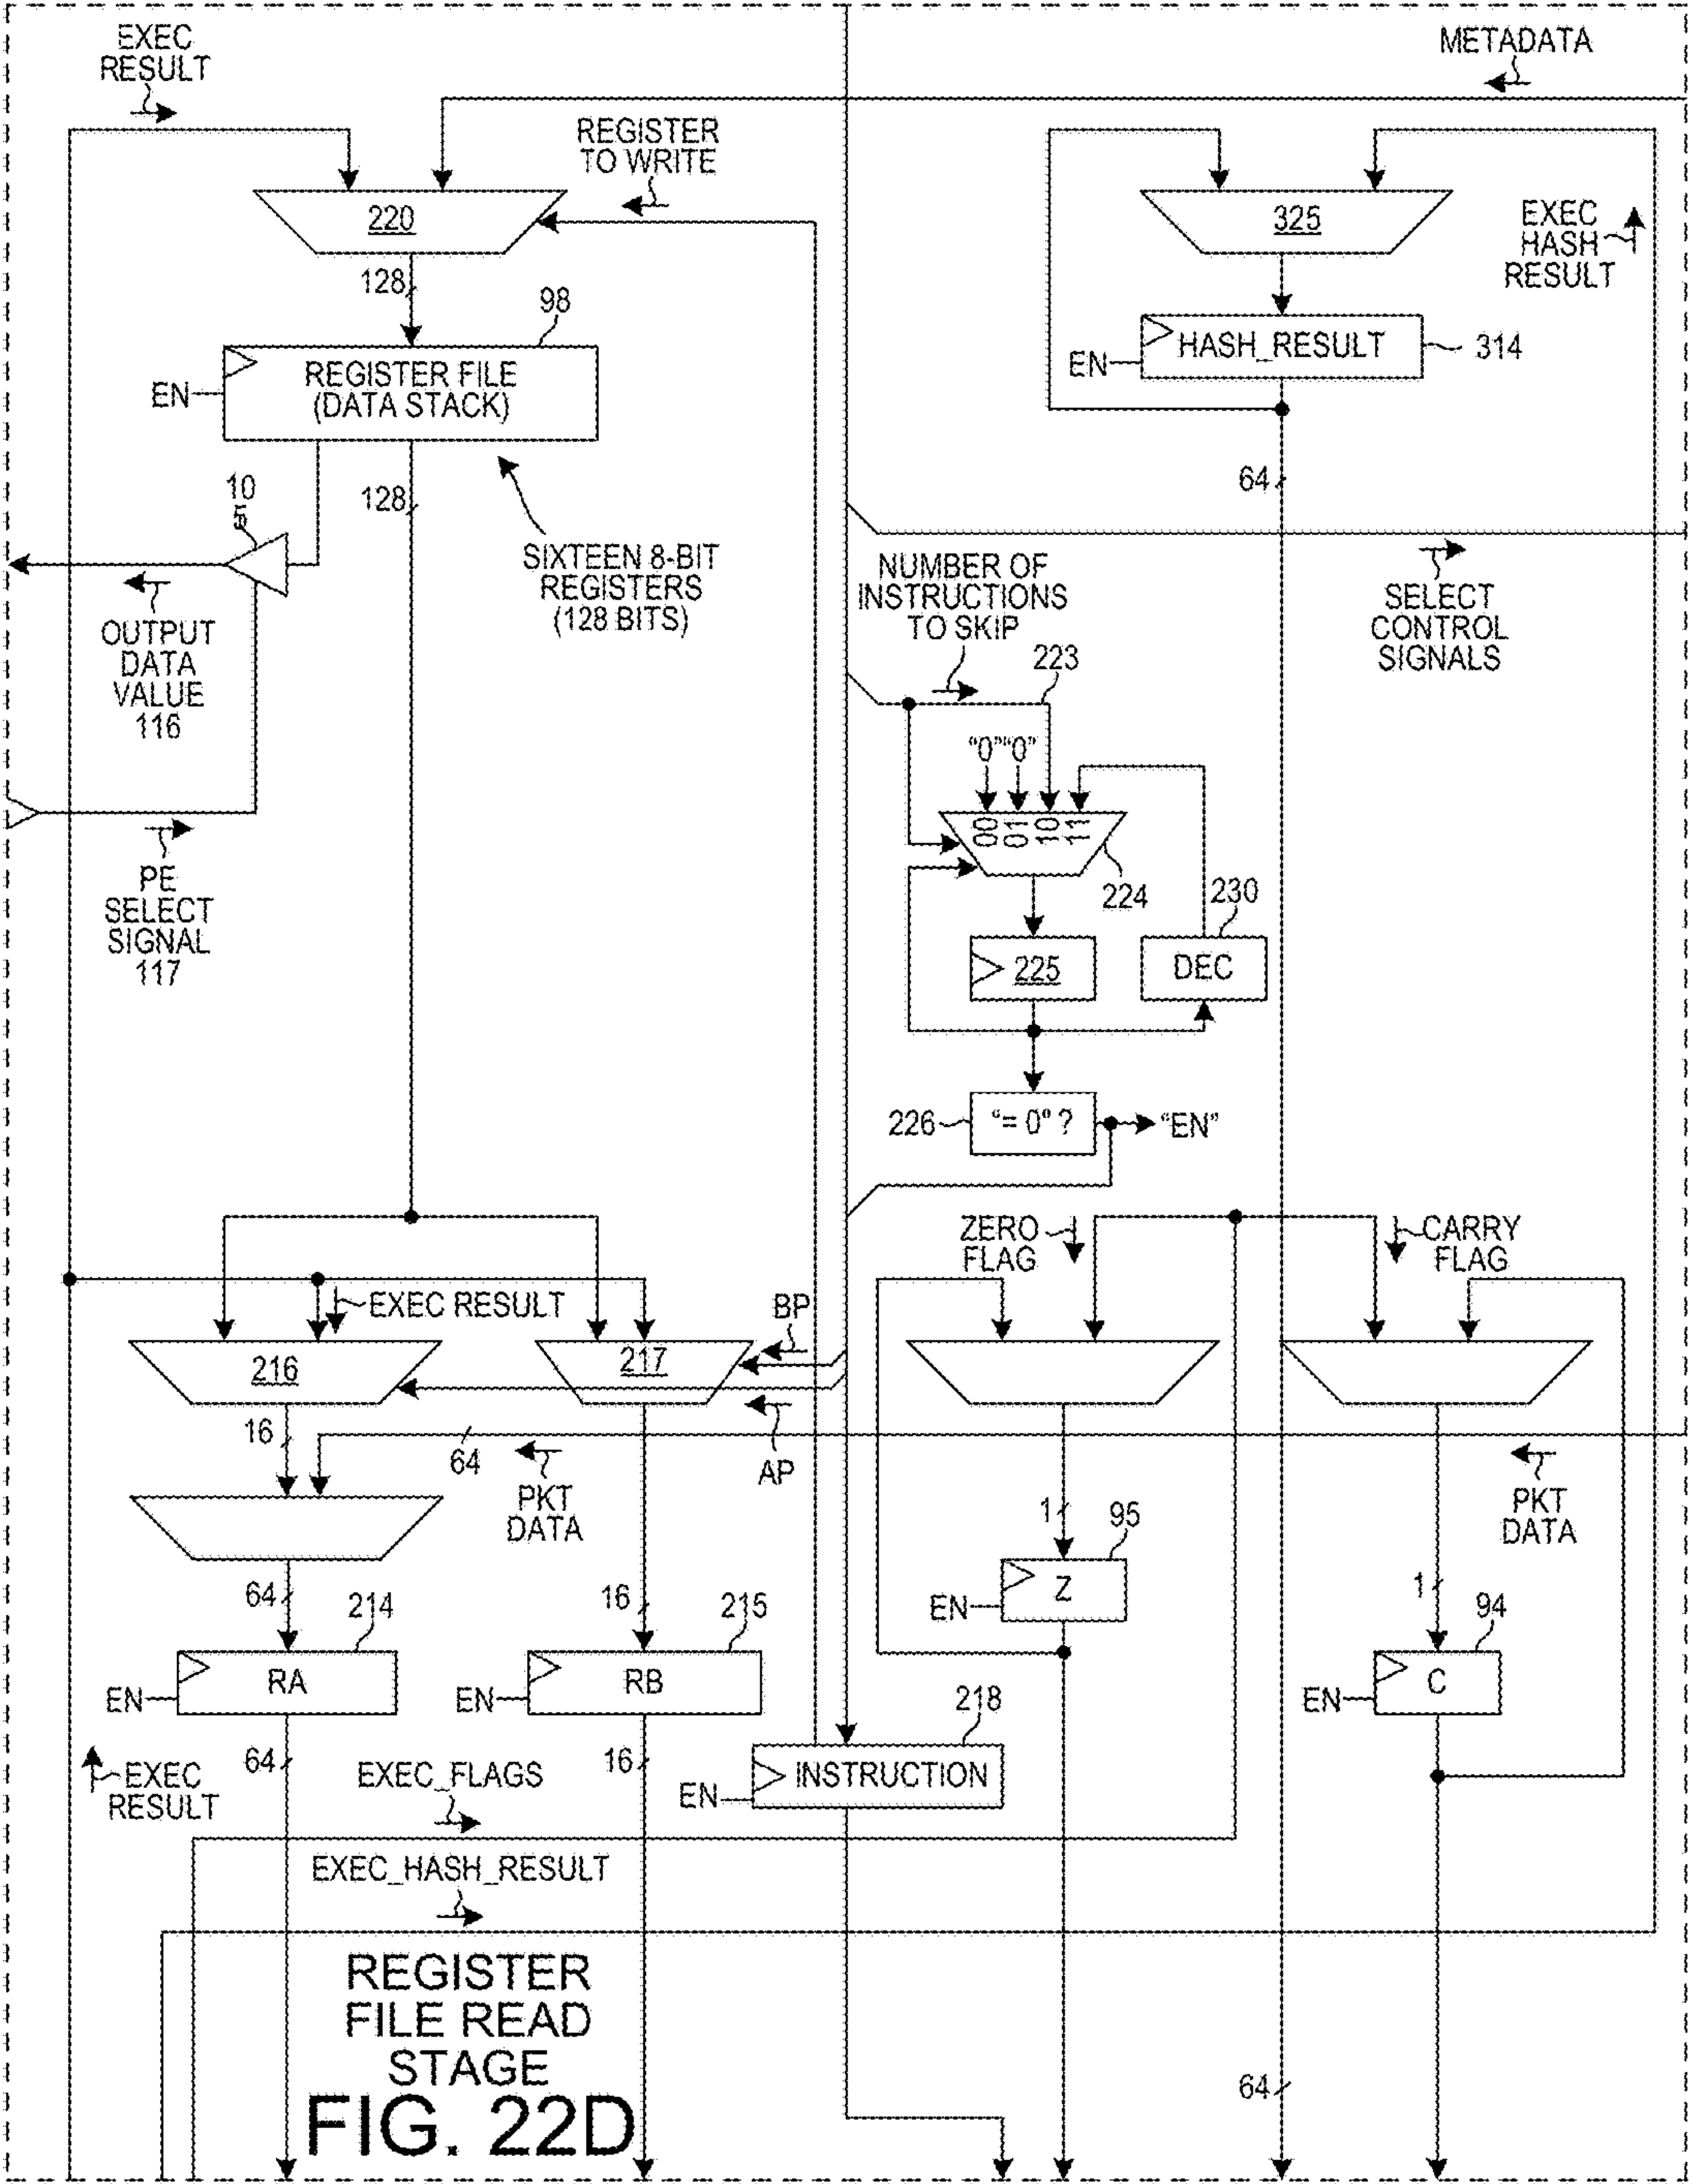 EXEC
RESULT
METADATA
REGISTER
TO WRITE
220
325
EXEC
HASH
RESULT
128
98
HASH_RESULT
314
EN
REGISTER FILE
(DATA STACK)
EN
10
5
128
64
SIXTEEN 8-BIT
REGISTERS
(128 BITS)
NUMBER OF
INSTRUCTIONS
TO SKIP
SELECT
CONTROL
SIGNALS
OUTPUT
DATA
VALUE
116
223
"0" "0"
00
01
10
11
PE
SELECT
SIGNAL
117
224
230
225
DEC
226
"= 0" ?
"EN"
ZERO
FLAG
CARRY
FLAG
EXEC RESULT
BP
216
217
16
64
AP
PKT
DATA
PKT
DATA
1
95
64
214
16
215
EN
Z
1
94
RA
RB
C
EN
EN
EN
218
64
16
EXEC
RESULT
EXEC_FLAGS
INSTRUCTION
EN
EXEC_HASH_RESULT
REGISTER
FILE READ
STAGE
64
FIG. 22D